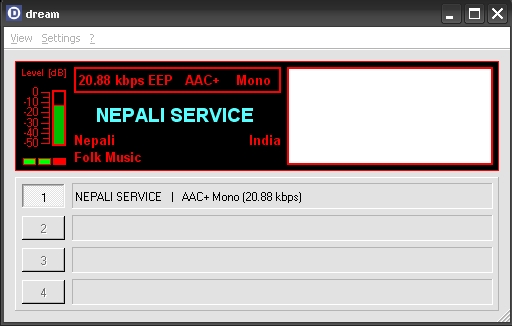 dream
View Settings ?
Level [dB]
20.88 kbps EEP AAC+ Mono
0
-10
-20
-30
-40
-50
NEPALI SERVICE
Nepali India
Folk Music
1 NEPALI SERVICE | AAC+ Mono (20.88 kbps)
2
3
4